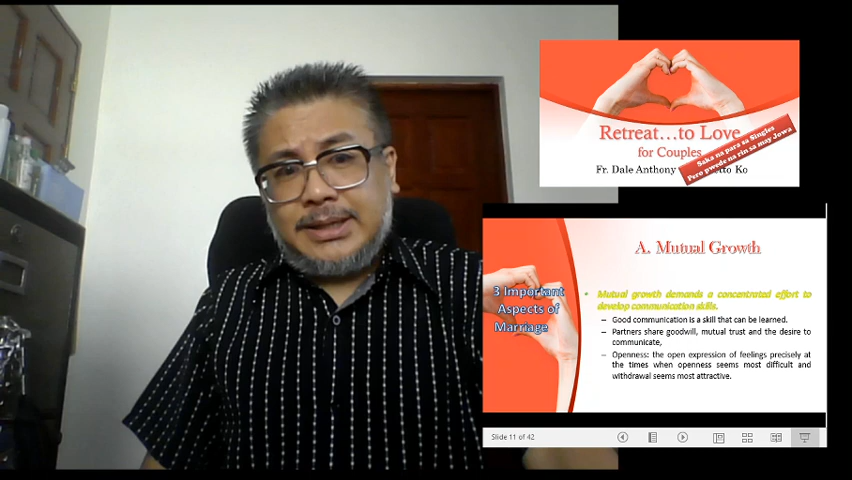 Retreat…to Love
for Couples
Saka na para sa Singles
Pero pwede na rin sa may Jowa
Fr. Dale Anthony Ko
A. Mutual Growth
3 Important
Aspects of
Marriage
• Mutual growth demands a concentrated effort to
develop communication skills.
– Good communication is a skill that can be learned.
– Partners share goodwill, mutual trust and the desire to
communicate,
– Openness: the open expression of feelings precisely at
the times when openness seems most difficult and
withdrawal seems most attractive.
Slide 11 of 42